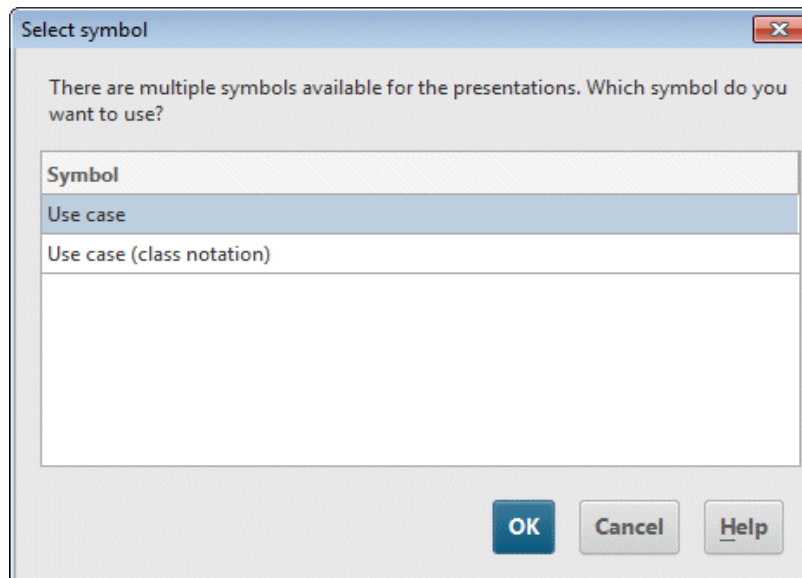 Select symbol
There are multiple symbols available for the presentations. Which symbol do you
want to use?
Symbol
Use case
Use case (class notation)
OK Cancel Help